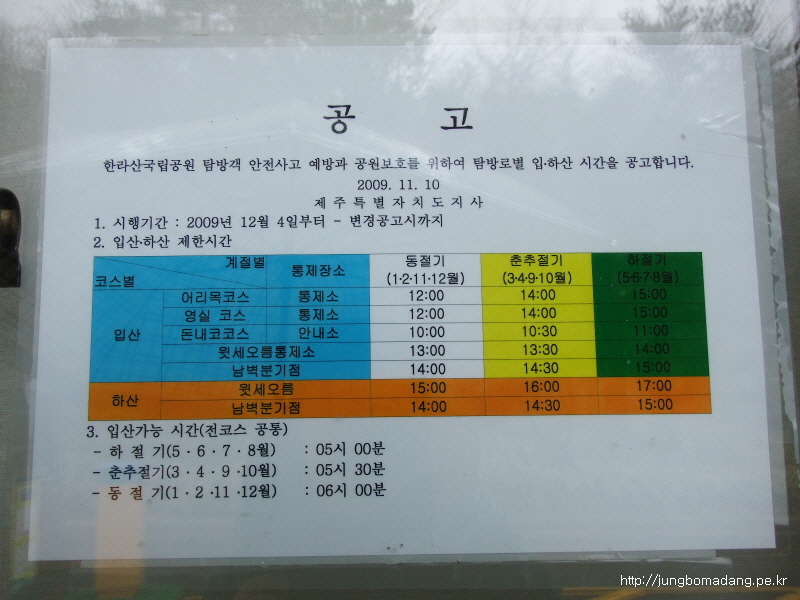 공 고
한라산국립공원 탐방객 안전사고 예방과 공원보호를 위하여 탐방로별 입·하산 시간을 공고합니다.
2009. 11. 10
제주특별자치도지사
1. 시행기간 : 2009년 12월 4일부터 - 변경공고시까지
2. 입산·하산 제한시간
계절별 통제장소 동절기 춘추절기 하절기
코스별 (1·2·11·12월) (3·4·9·10월) (5·6·7·8월)
입산 어리목코스 통제소 12:00 14:00 15:00
영실 코스 통제소 12:00 14:00 15:00
돈내코코스 안내소 10:00 10:30 11:00
윗세오름통제소 13:00 13:30 14:00
남벽분기점 14:00 14:30 15:00
하산 윗세오름 15:00 16:00 17:00
남벽분기점 14:00 14:30 15:00
3. 입산가능 시간(전코스 공통)
- 하 절 기(5 · 6 · 7 · 8월) : 05시 00분
- 춘추절기(3 · 4 · 9 ·10월) : 05시 30분
- 동 절 기(1 · 2 ·11 ·12월) : 06시 00분
http://jungbomadang.pe.kr